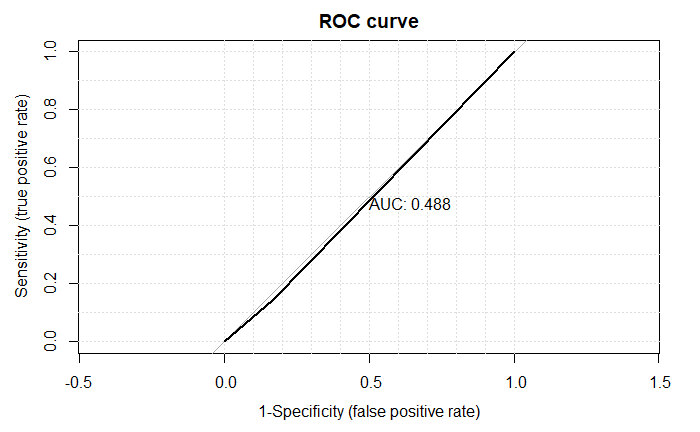 ROC curve
Sensitivity (true positive rate)
1.0
0.8
0.6
0.4
0.2
0.0
AUC: 0.488
-0.5 0.0 0.5 1.0 1.5
1-Specificity (false positive rate)